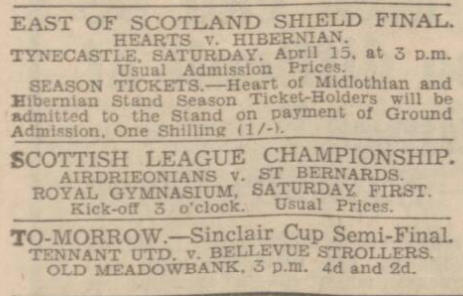 EAST OF SCOTLAND SHIELD FINAL.
HEARTS v. HIBERNIAN.
TYNECASTLE, SATURDAY, April 15, at 3 p.m.
Usual Admission Prices.
SEASON TICKETS.—Heart of Midlothian and
Hibernian Stand Season Ticket-Holders will be
admitted to the Stand on payment of Ground
Admission, One Shilling (1/-).
SCOTTISH LEAGUE CHAMPIONSHIP.
AIRDRIEONIANS v. ST BERNARDS.
ROYAL GYMNASIUM, SATURDAY FIRST.
Kick-off 3 o'clock. Usual Prices.
TO-MORROW.—Sinclair Cup Semi-Final.
TENNANT UTD. v. BELLEVUE STROLLERS.
OLD MEADOWBANK, 3 p.m. 4d and 2d.